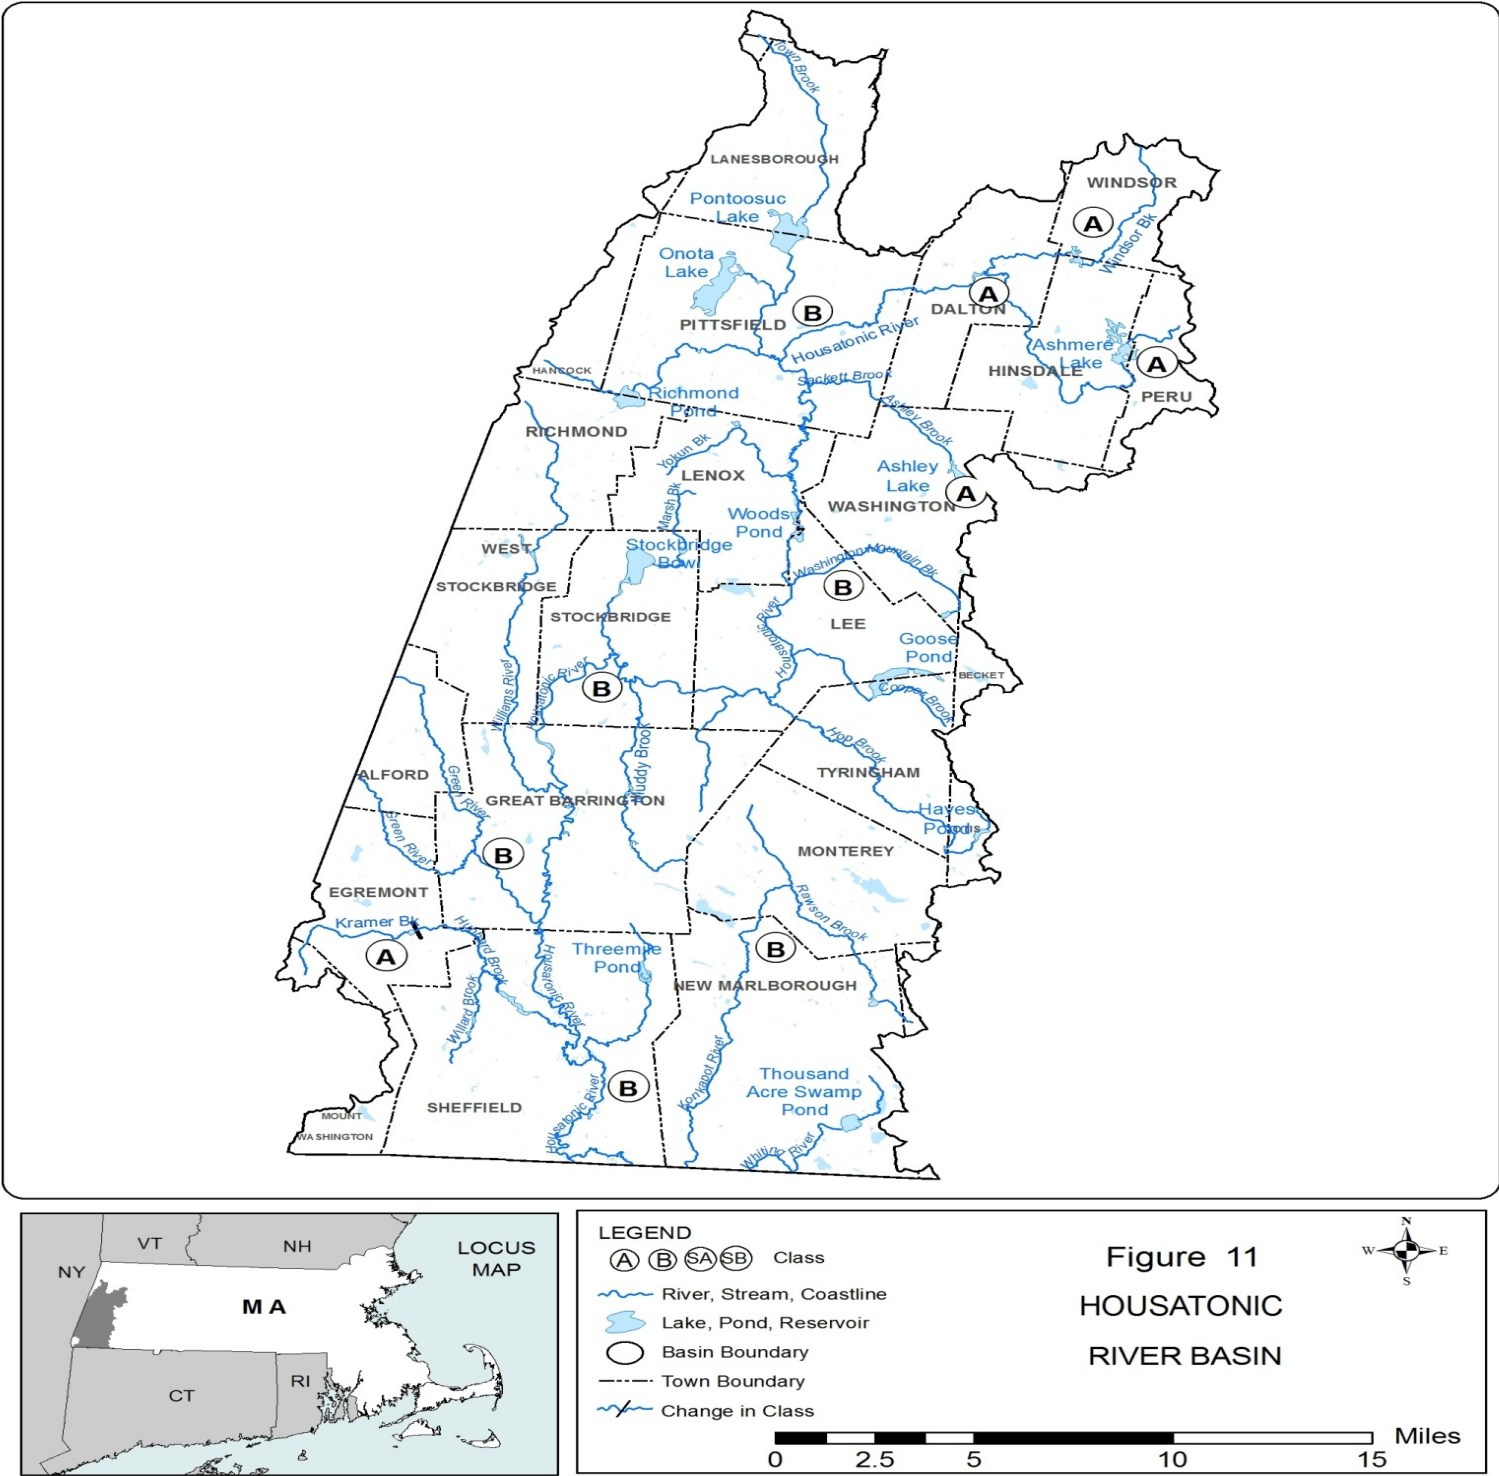 Town Brook
LANESBOROUGH
WINDSOR
Pontoosuc
Lake
A
Windsor Bk
Onota
Lake
A
DALTON
B
PITTSFIELD
Housatonic River
Ashmere
Lake
A
HINSDALE
PERU
HANCOCK
Sackett Brook
Richmond
Pond
Ashley Brook
RICHMOND
Yokun Bk
LENOX
Ashley
Lake
A
WASHINGTON
Marsh Bk
Woods
Pond
WEST
STOCKBRIDGE
Stockbridge
Bowl
Washington Mountain Bk
B
STOCKBRIDGE
LEE
Housatonic River
Goose
Pond
BECKET
Cooper Brook
Housatonic River
B
Williams River
Muddy Brook
Hop Brook
TYRINGHAM
ALFORD
Green River
GREAT BARRINGTON
Hayes
Pond
OTIS
Green River
B
MONTEREY
EGREMONT
Rawson Brook
Kramer Bk
Hubbard Brook
A
Threemile
Pond
B
NEW MARLBOROUGH
Housatonic River
Willard Brook
Konkapot River
Thousand
Acre Swamp
Pond
B
Housatonic River
SHEFFIELD
MOUNT
WASHINGTON
Whiting River
VT
NH
NY
LOCUS
MAP
MA
CT
RI
LEGEND
A B SA SB Class
River, Stream, Coastline
Lake, Pond, Reservoir
Basin Boundary
Town Boundary
Change in Class
Figure 11
HOUSATONIC
RIVER BASIN
N
W E
S
Miles
0 2.5 5 10 15